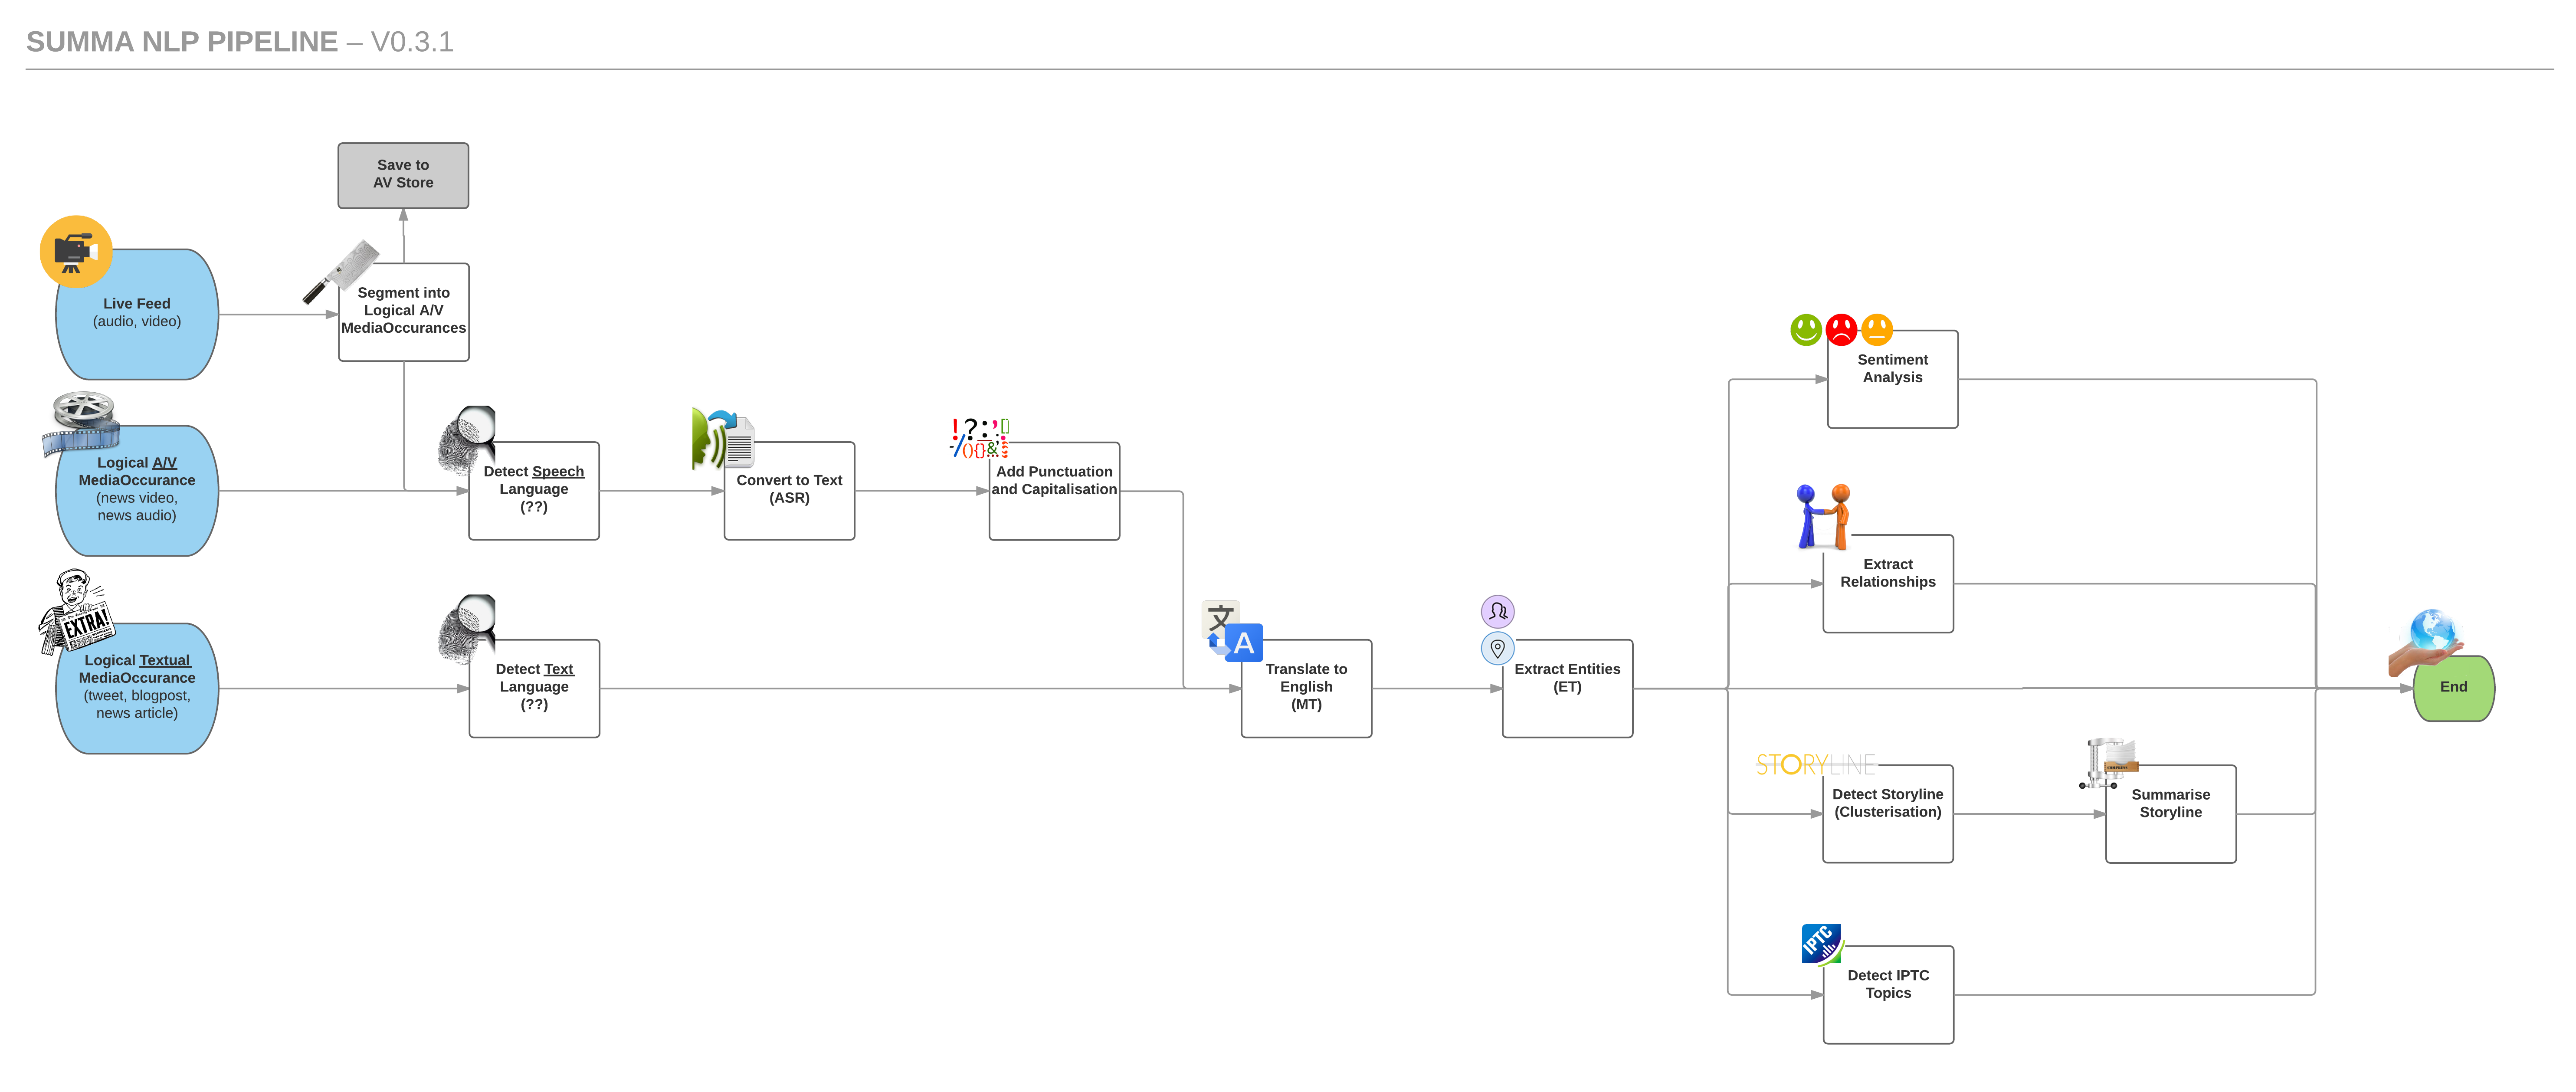 SUMMA NLP PIPELINE – V0.3.1
Save to
AV Store
Live Feed
(audio, video)
Segment into
Logical A/V
MediaOccurances
Logical A/V
MediaOccurance
(news video,
news audio)
Detect Speech
Language
(??)
Convert to Text
(ASR)
!?:;
Add Punctuation
and Capitalisation
EXTRA!
Logical Textual
MediaOccurance
(tweet, blogpost,
news article)
Detect Text
Language
(??)
文
A
Translate to
English
(MT)
Extract Entities
(ET)
Sentiment
Analysis
Extract
Relationships
STORYLINE
Detect Storyline
(Clusterisation)
COMPRESS
Summarise
Storyline
IPTC
Detect IPTC
Topics
End